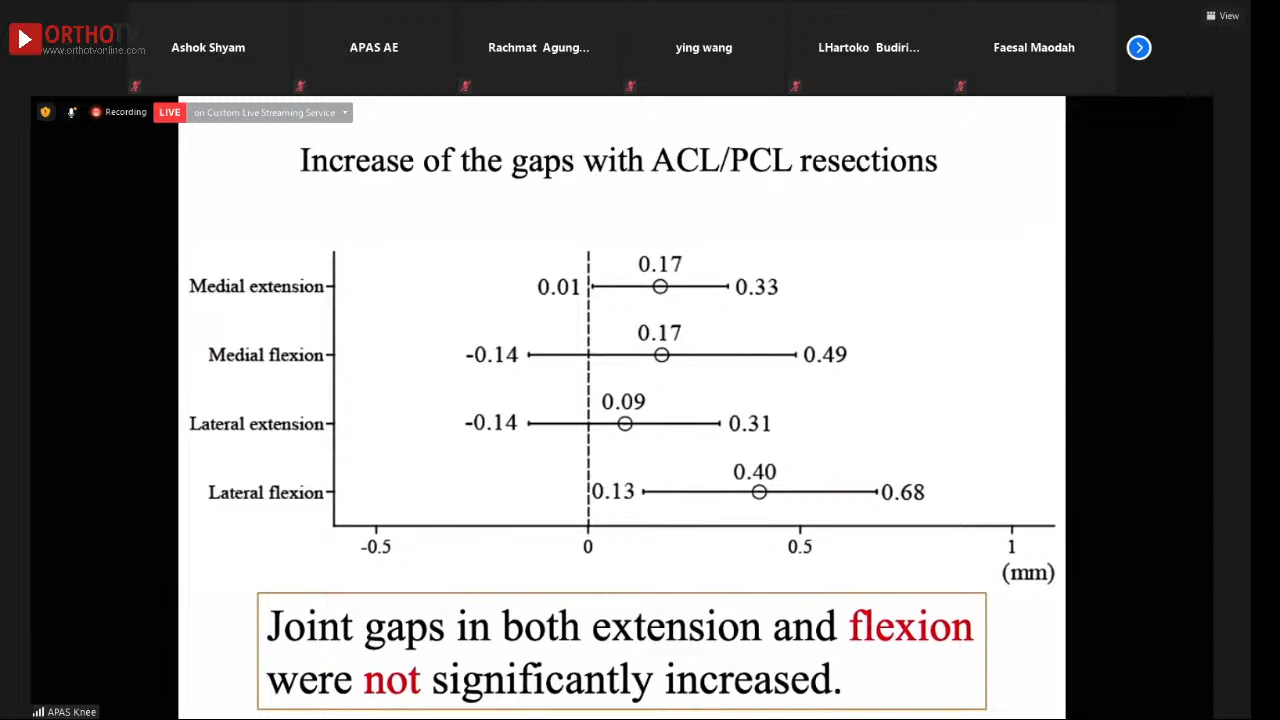 ORTHOTV
www.orthotvonline.com
Ashok Shyam
APAS AE
Rachmat Agung...
ying wang
LHartoko Budiri...
Faesal Maodah
View
Recording
LIVE
on Custom Live Streaming Service
Increase of the gaps with ACL/PCL resections
Medial extension
0.01
0.17
0.33
Medial flexion
-0.14
0.17
0.49
Lateral extension
-0.14
0.09
0.31
Lateral flexion
0.13
0.40
0.68
-0.5
0
0.5
1
(mm)
Joint gaps in both extension and flexion
were not significantly increased.
APAS Knee